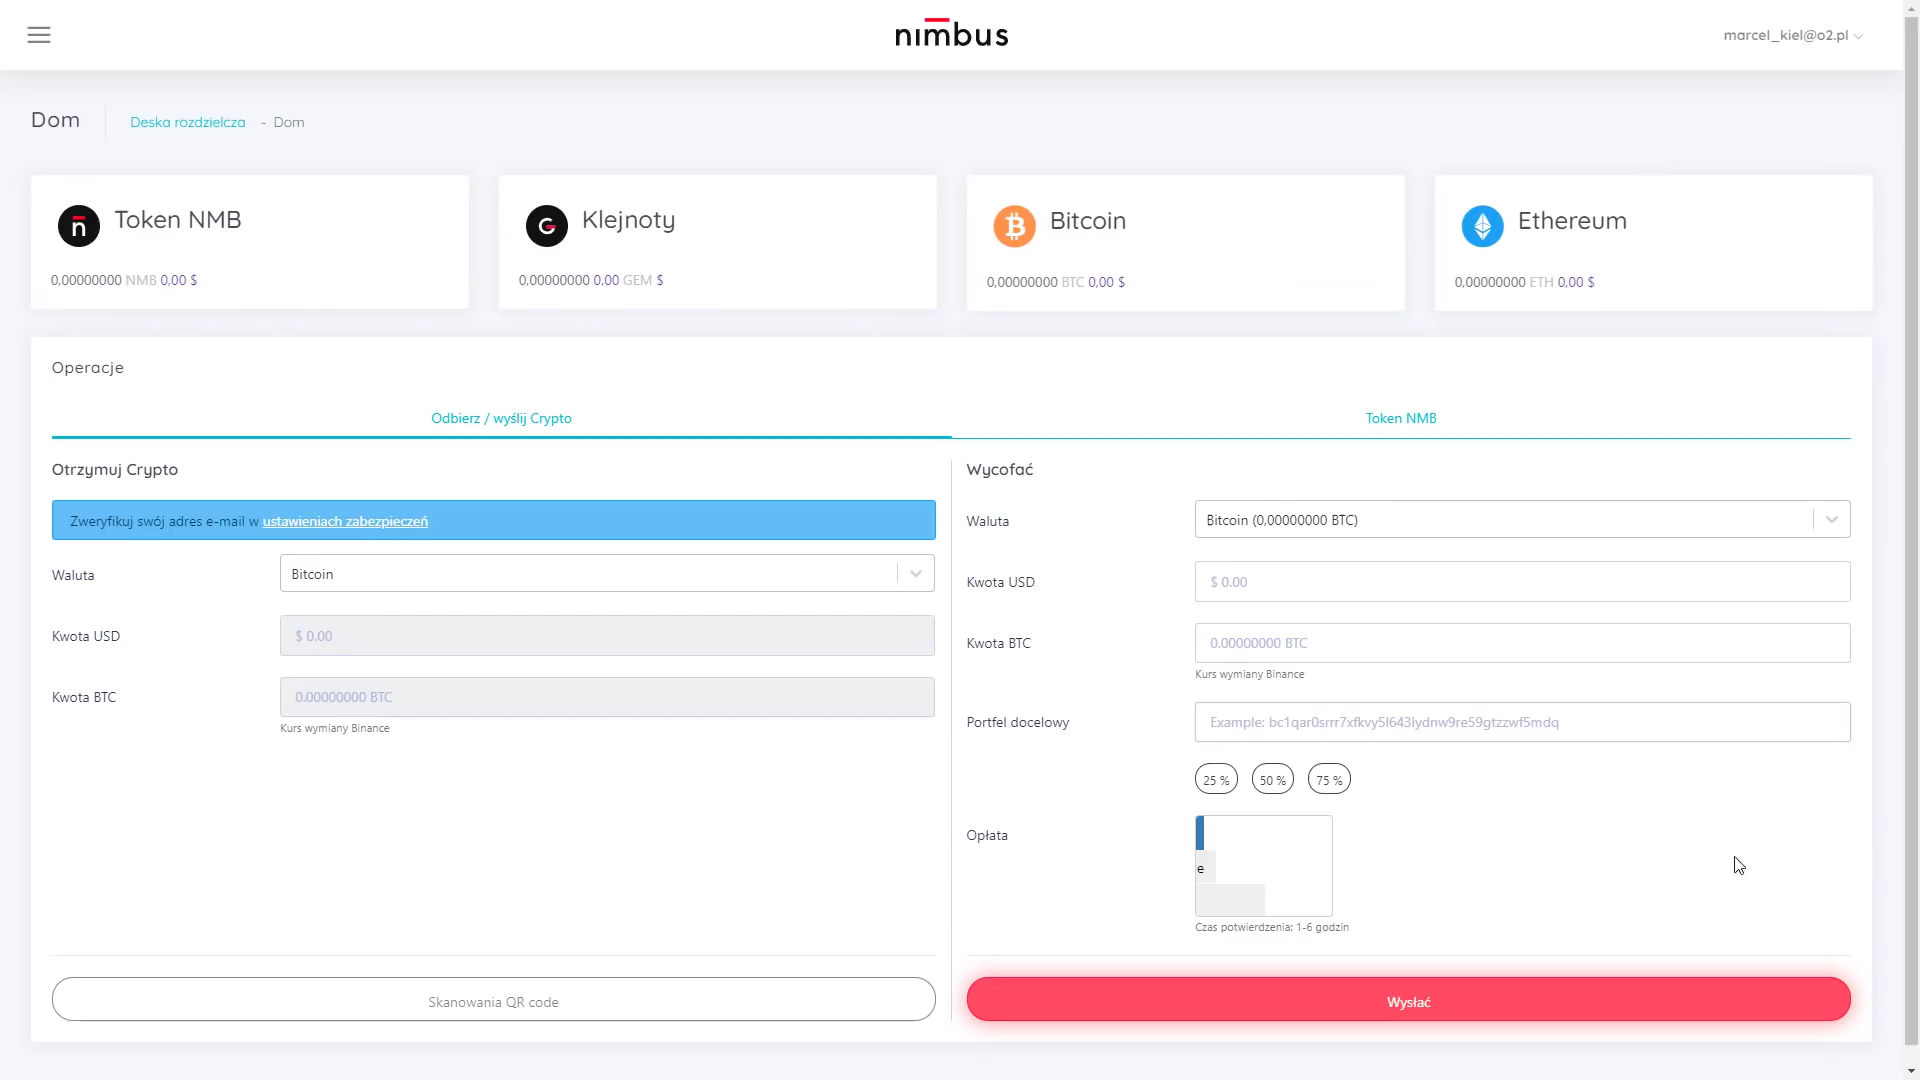 nimbus
marcel_kiel@o2.pl
Dom
Deska rozdzielcza - Dom
Token NMB
0,00000000 NMB 0,00 $
Klejnoty
0,00000000 0,00 GEM $
Bitcoin
0,00000000 BTC 0,00 $
Ethereum
0,00000000 ETH 0,00 $
Operacje
Odbierz / wyślij Crypto
Token NMB
Otrzymuj Crypto
Zweryfikuj swój adres e-mail w ustawieniach zabezpieczeń
Waluta
Bitcoin
Kwota USD
$ 0.00
Kwota BTC
0.00000000 BTC
Kurs wymiany Binance
Skanowania QR code
Wycofać
Waluta
Bitcoin (0,00000000 BTC)
Kwota USD
$ 0.00
Kwota BTC
0.00000000 BTC
Kurs wymiany Binance
Portfel docelowy
Example: bc1qar0srrr7xfkvy5l643lydnw9re59gtzzwf5mdq
25 %
50 %
75 %
Opłata
e
Czas potwierdzenia: 1-6 godzin
Wysłać